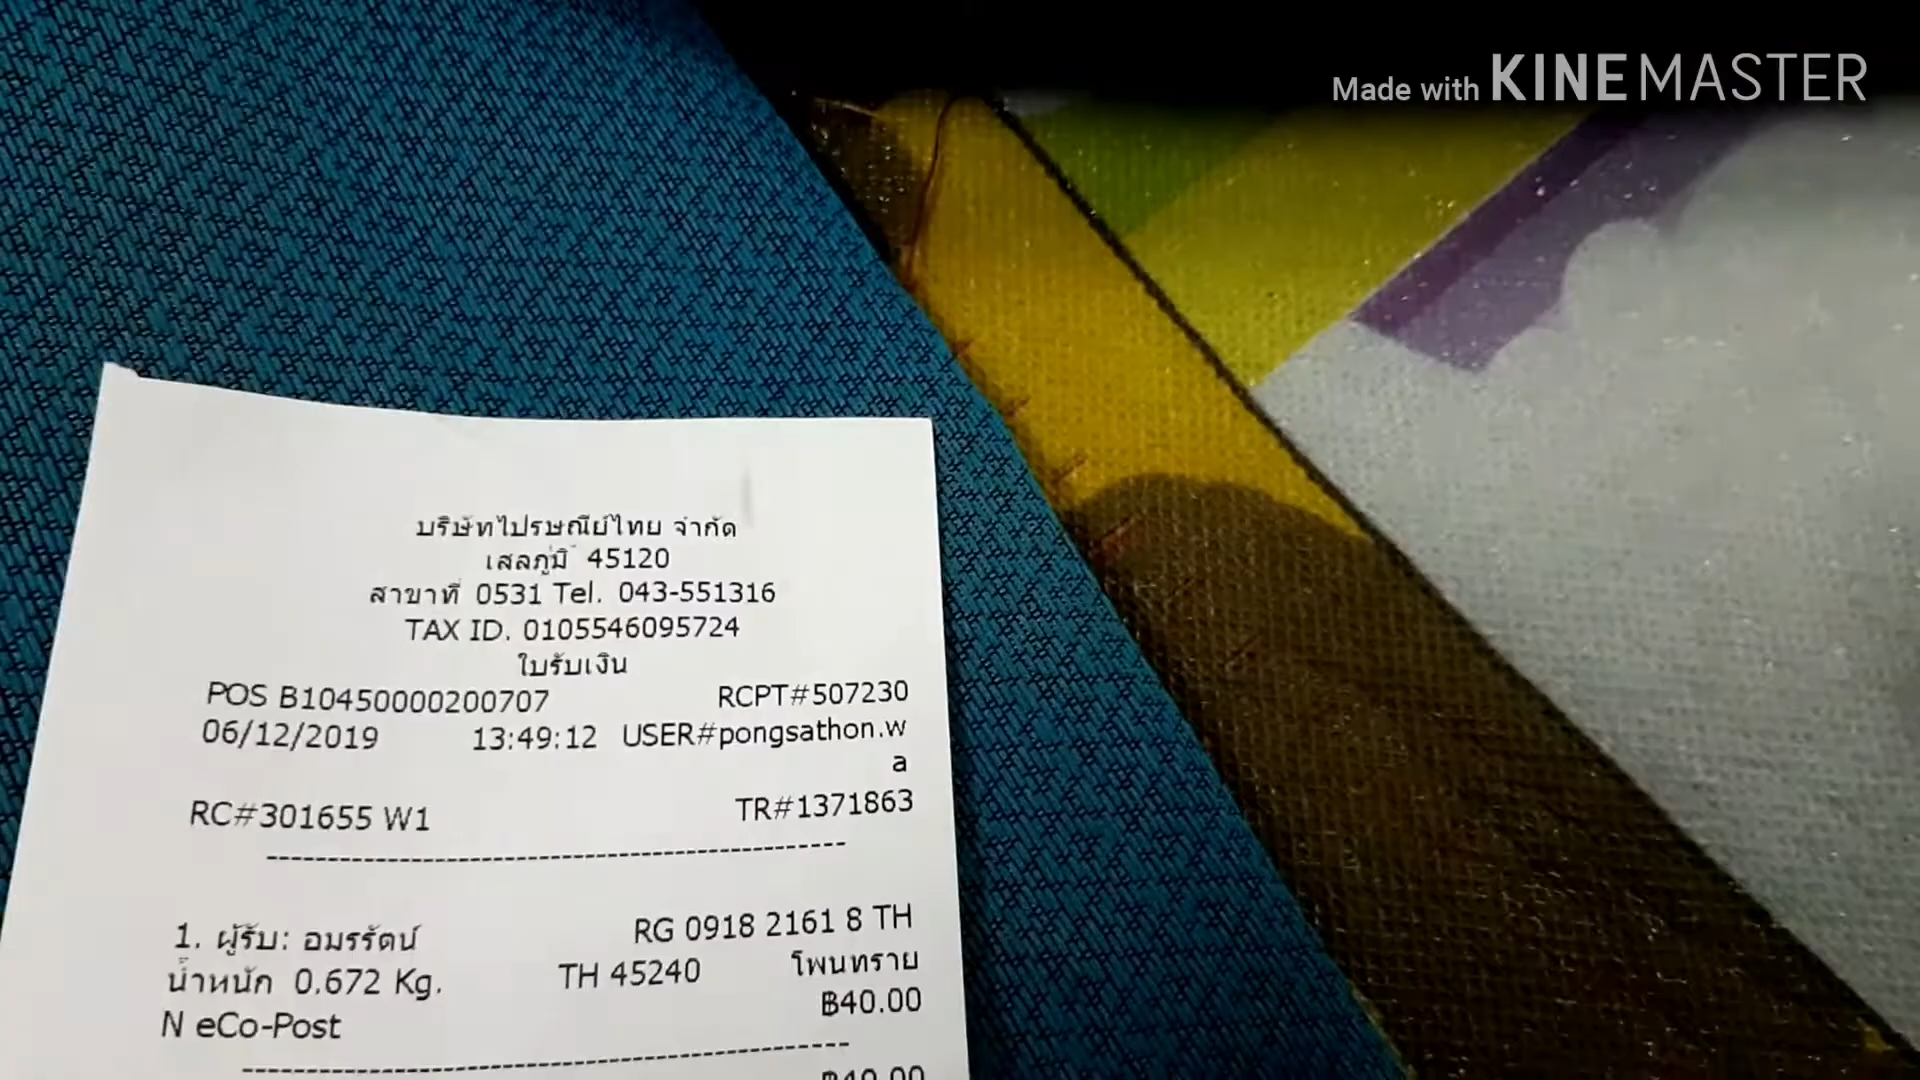 Made with KINEMASTER
บริษัทไปรษณีย์ไทย จำกัด
เสลภูมิ 45120
สาขาที่ 0531 Tel. 043-551316
TAX ID. 0105546095724
ใบรับเงิน
POS B10450000200707 RCPT#507230
06/12/2019 13:49:12 USER#pongsathon.w
a
RC#301655 W1 TR#1371863
1. ผู้รับ: อมรรัตน์ RG 0918 2161 8 TH
น้ำหนัก 0.672 Kg. TH 45240 โพนทราย
N eCo-Post ฿40.00
฿40.00